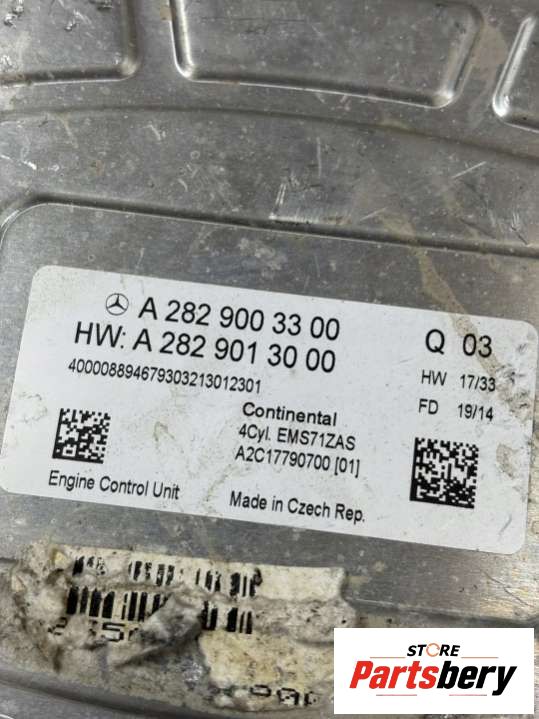 A 282 900 33 00
HW: A 282 901 30 00
400008894679303213012301
Q 03
HW 17/33
FD 19/14
Continental
4Cyl. EMS71ZAS
A2C17790700 [01]
Engine Control Unit
Made in Czech Rep.
STORE
Partsbery